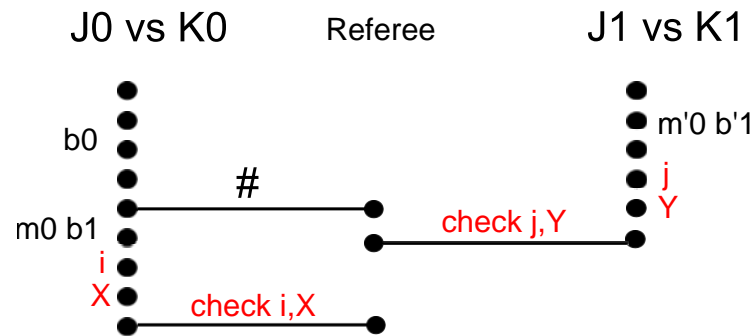 J0 vs K0 Referee J1 vs K1
b0
m'0 b'1
#
j
Y
m0 b1
check j,Y
i
X
check i,X